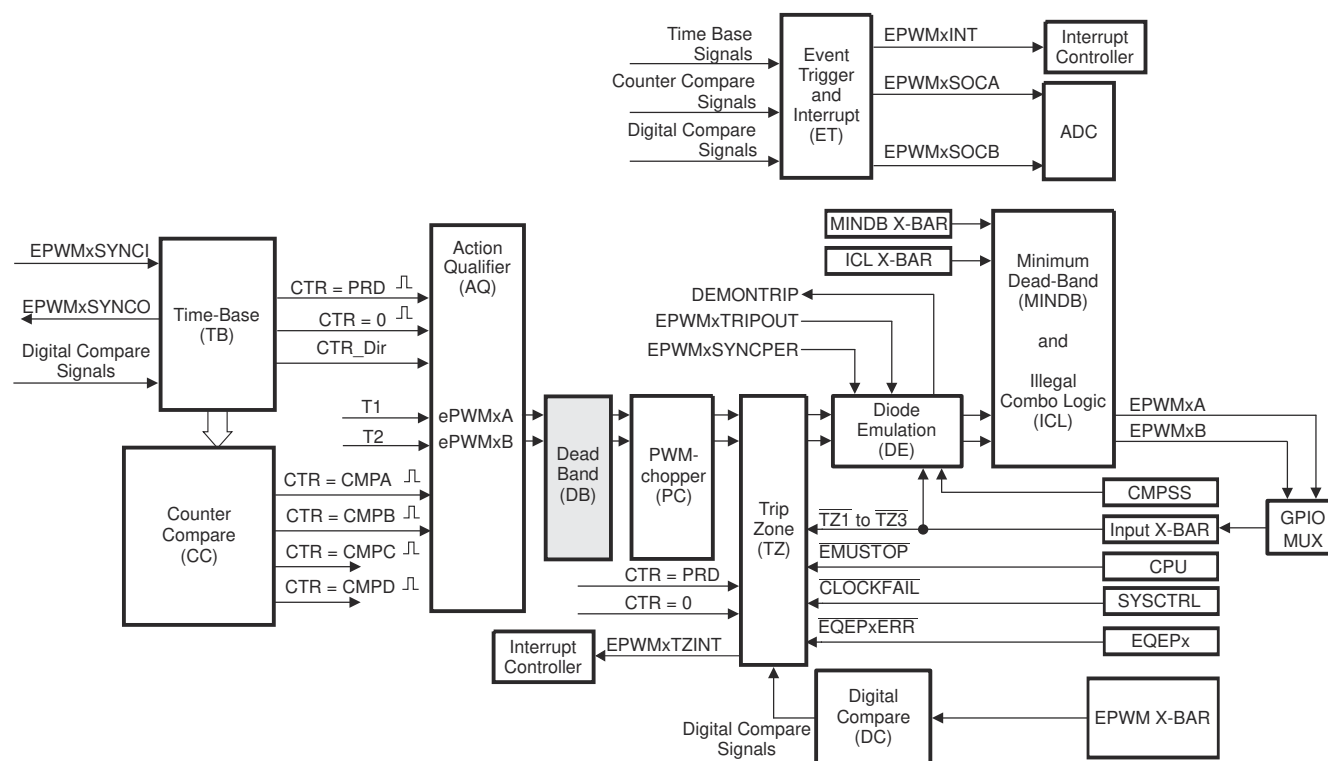 Time Base
Signals
Counter Compare
Signals
Digital Compare
Signals
Event
Trigger
and
Interrupt
(ET)
EPWMxINT
EPWMxSOCA
EPWMxSOCB
Interrupt
Controller
ADC
EPWMxSYNCI
EPWMxSYNCO
Digital Compare
Signals
Time-Base
(TB)
CTR = PRD
CTR = 0
CTR_Dir
Action
Qualifier
(AQ)
T1
T2
ePWMxA
ePWMxB
Counter
Compare
(CC)
CTR = CMPA
CTR = CMPB
CTR = CMPC
CTR = CMPD
Dead
Band
(DB)
PWM-
chopper
(PC)
Trip
Zone
(TZ)
CTR = PRD
CTR = 0
EPWMxTZINT
Interrupt
Controller
DEMONTRIP
EPWMxTRIPOUT
EPWMxSYNCPER
Diode
Emulation
(DE)
MINDB X-BAR
ICL X-BAR
Minimum
Dead-Band
(MINDB)
and
Illegal
Combo Logic
(ICL)
EPWMxA
EPWMxB
GPIO
MUX
CMPSS
TZ1 to TZ3
Input X-BAR
EMUSTOP
CPU
CLOCKFAIL
SYSCTRL
EQEPxERR
EQEPx
Digital Compare
Signals
Digital
Compare
(DC)
EPWM X-BAR